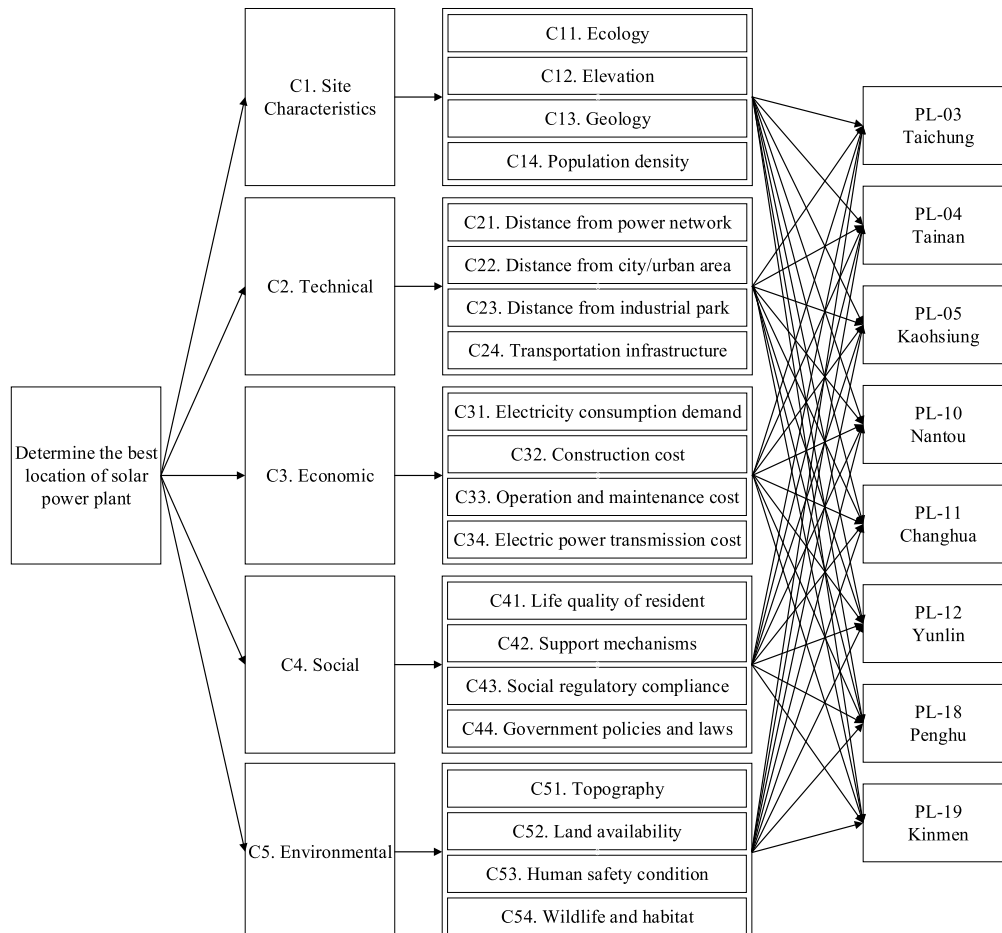 Determine the best
location of solar
power plant
C1. Site
Characteristics
C2. Technical
C3. Economic
C4. Social
C5. Environmental
C11. Ecology
C12. Elevation
C13. Geology
C14. Population density
C21. Distance from power network
C22. Distance from city/urban area
C23. Distance from industrial park
C24. Transportation infrastructure
C31. Electricity consumption demand
C32. Construction cost
C33. Operation and maintenance cost
C34. Electric power transmission cost
C41. Life quality of resident
C42. Support mechanisms
C43. Social regulatory compliance
C44. Government policies and laws
C51. Topography
C52. Land availability
C53. Human safety condition
C54. Wildlife and habitat
PL-03
Taichung
PL-04
Tainan
PL-05
Kaohsiung
PL-10
Nantou
PL-11
Changhua
PL-12
Yunlin
PL-18
Penghu
PL-19
Kinmen